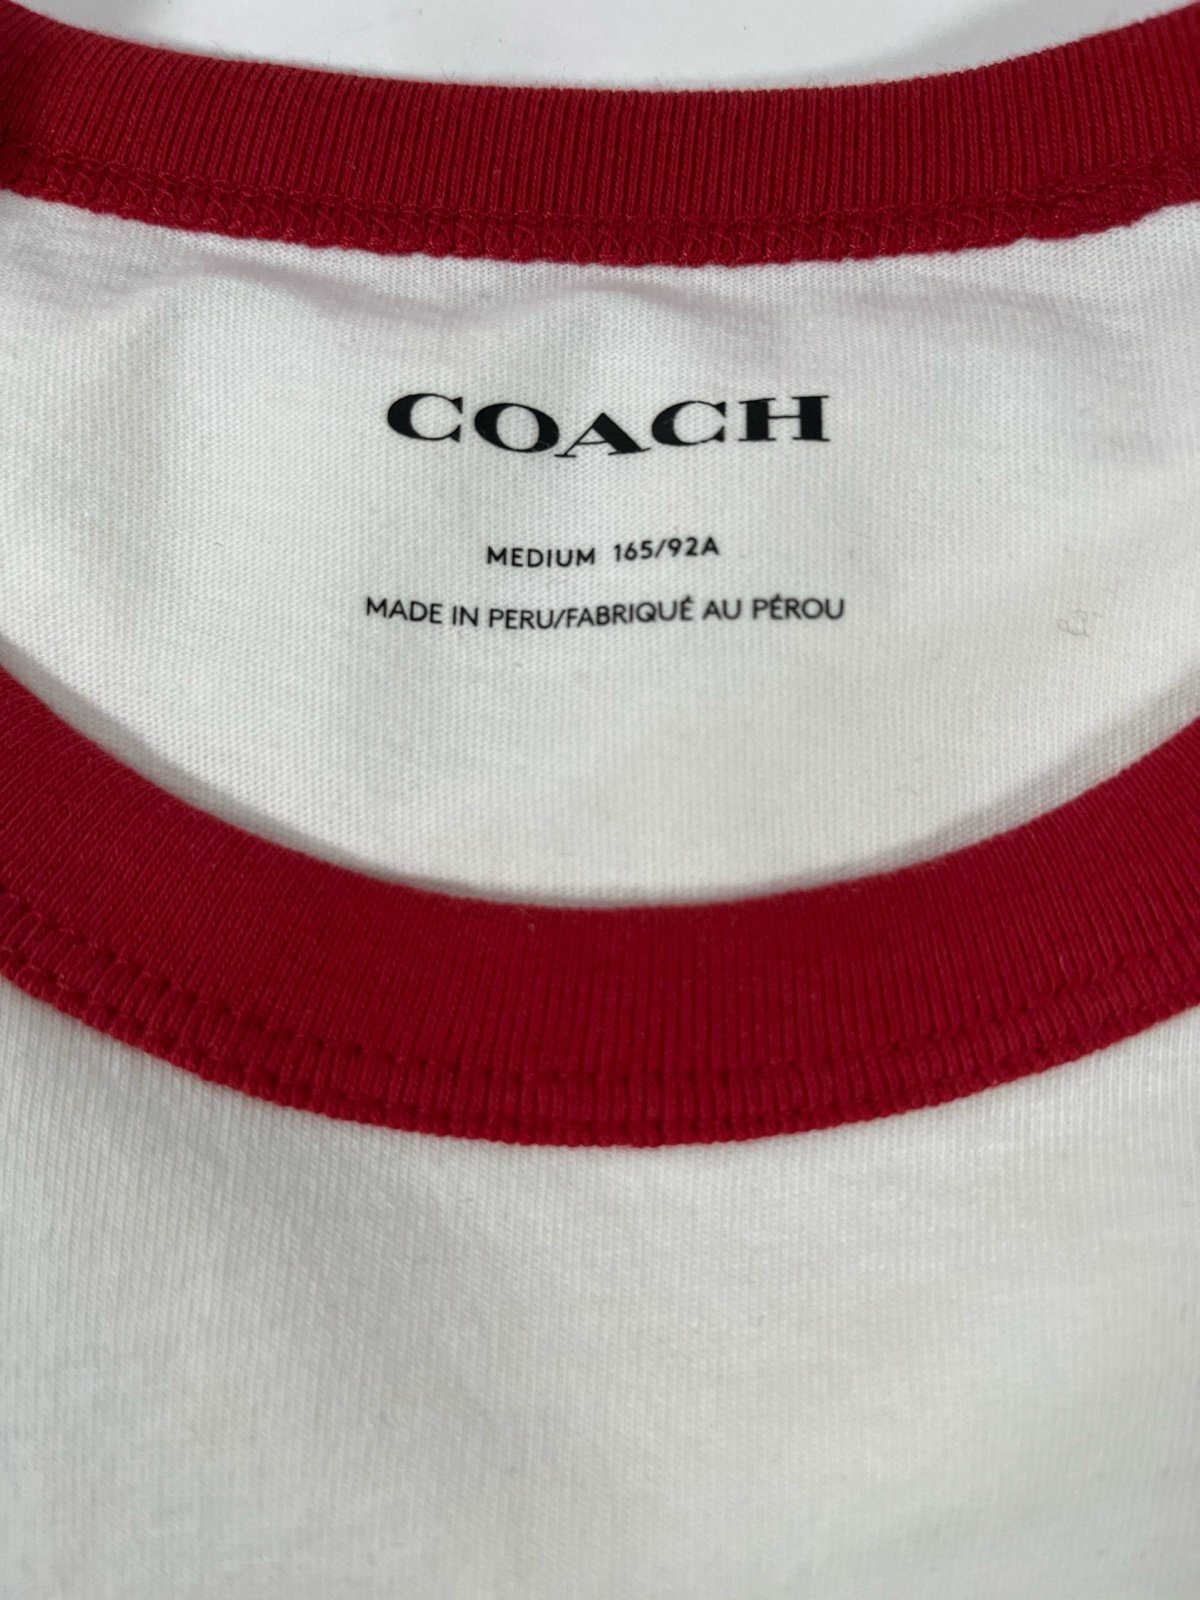 COACH
MEDIUM 165/92A
MADE IN PERU/FABRIQUÉ AU PÉROU